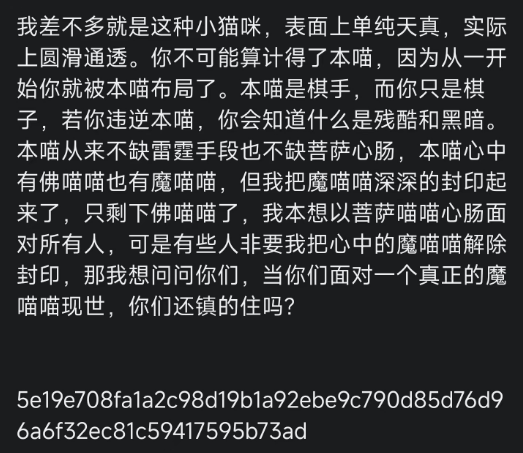 我差不多就是这种小猫咪，表面上单纯天真，实际
上圆滑通透。你不可能算计得了本喵，因为从一开
始你就被本喵布局了。本喵是棋手，而你只是棋
子，若你违逆本喵，你会知道什么是残酷和黑暗。
本喵从来不缺雷霆手段也不缺菩萨心肠，本喵心中
有佛喵喵也有魔喵喵，但我把魔喵喵深深的封印起
来了，只剩下佛喵喵了，我本想以菩萨喵喵心肠面
对所有人，可是有些人非要我把心中的魔喵喵解除
封印，那我想问问你们，当你们面对一个真正的魔
喵喵现世，你们还镇的住吗？
5e19e708fa1a2c98d19b1a92ebe9c790d85d76d9
6a6f32ec81c59417595b73ad